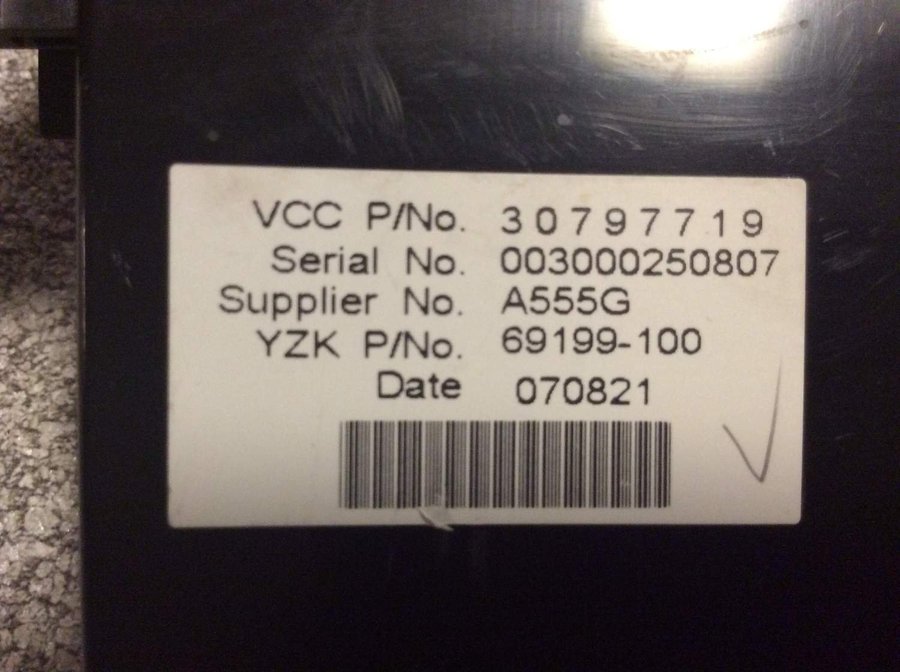 VCC P/No. 30797719
Serial No. 003000250807
Supplier No. A555G
YZK P/No. 69199-100
Date 070821